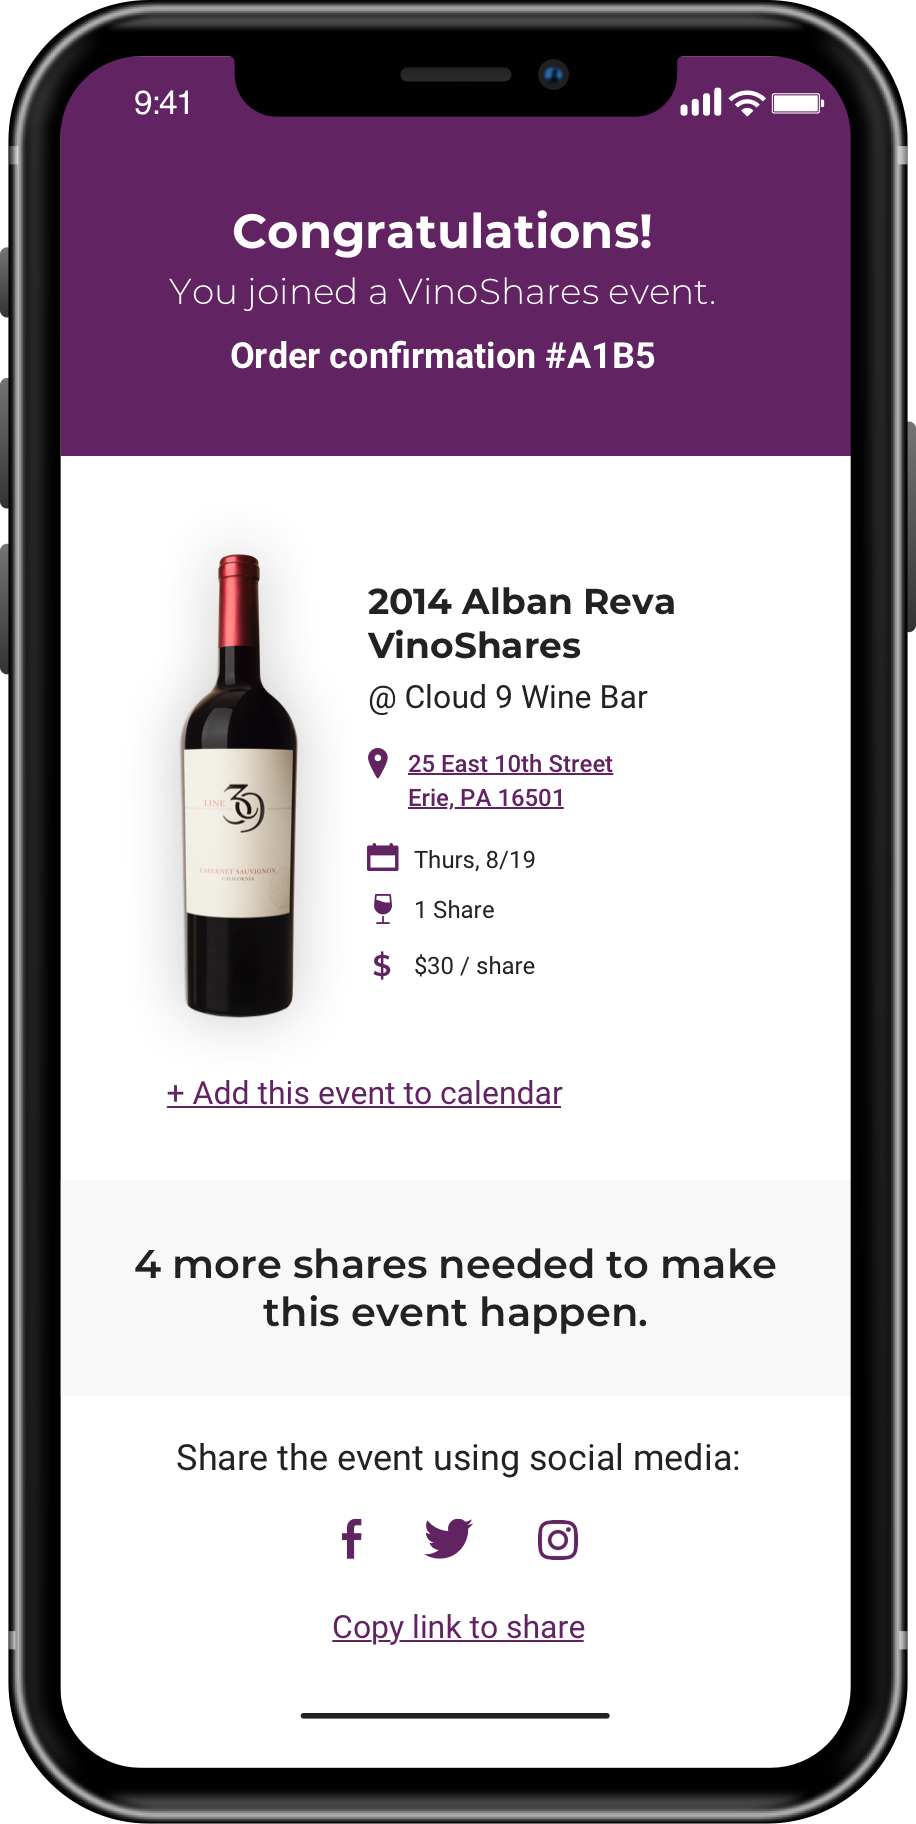 9:41
Congratulations!
You joined a VinoShares event.
Order confirmation #A1B5
2014 Alban Reva
VinoShares
@ Cloud 9 Wine Bar
25 East 10th Street
Erie, PA 16501
Thurs, 8/19
1 Share
$ $30 / share
LINE 39
CABERNET SAUVIGNON
CALIFORNIA
+ Add this event to calendar
4 more shares needed to make
this event happen.
Share the event using social media:
Copy link to share